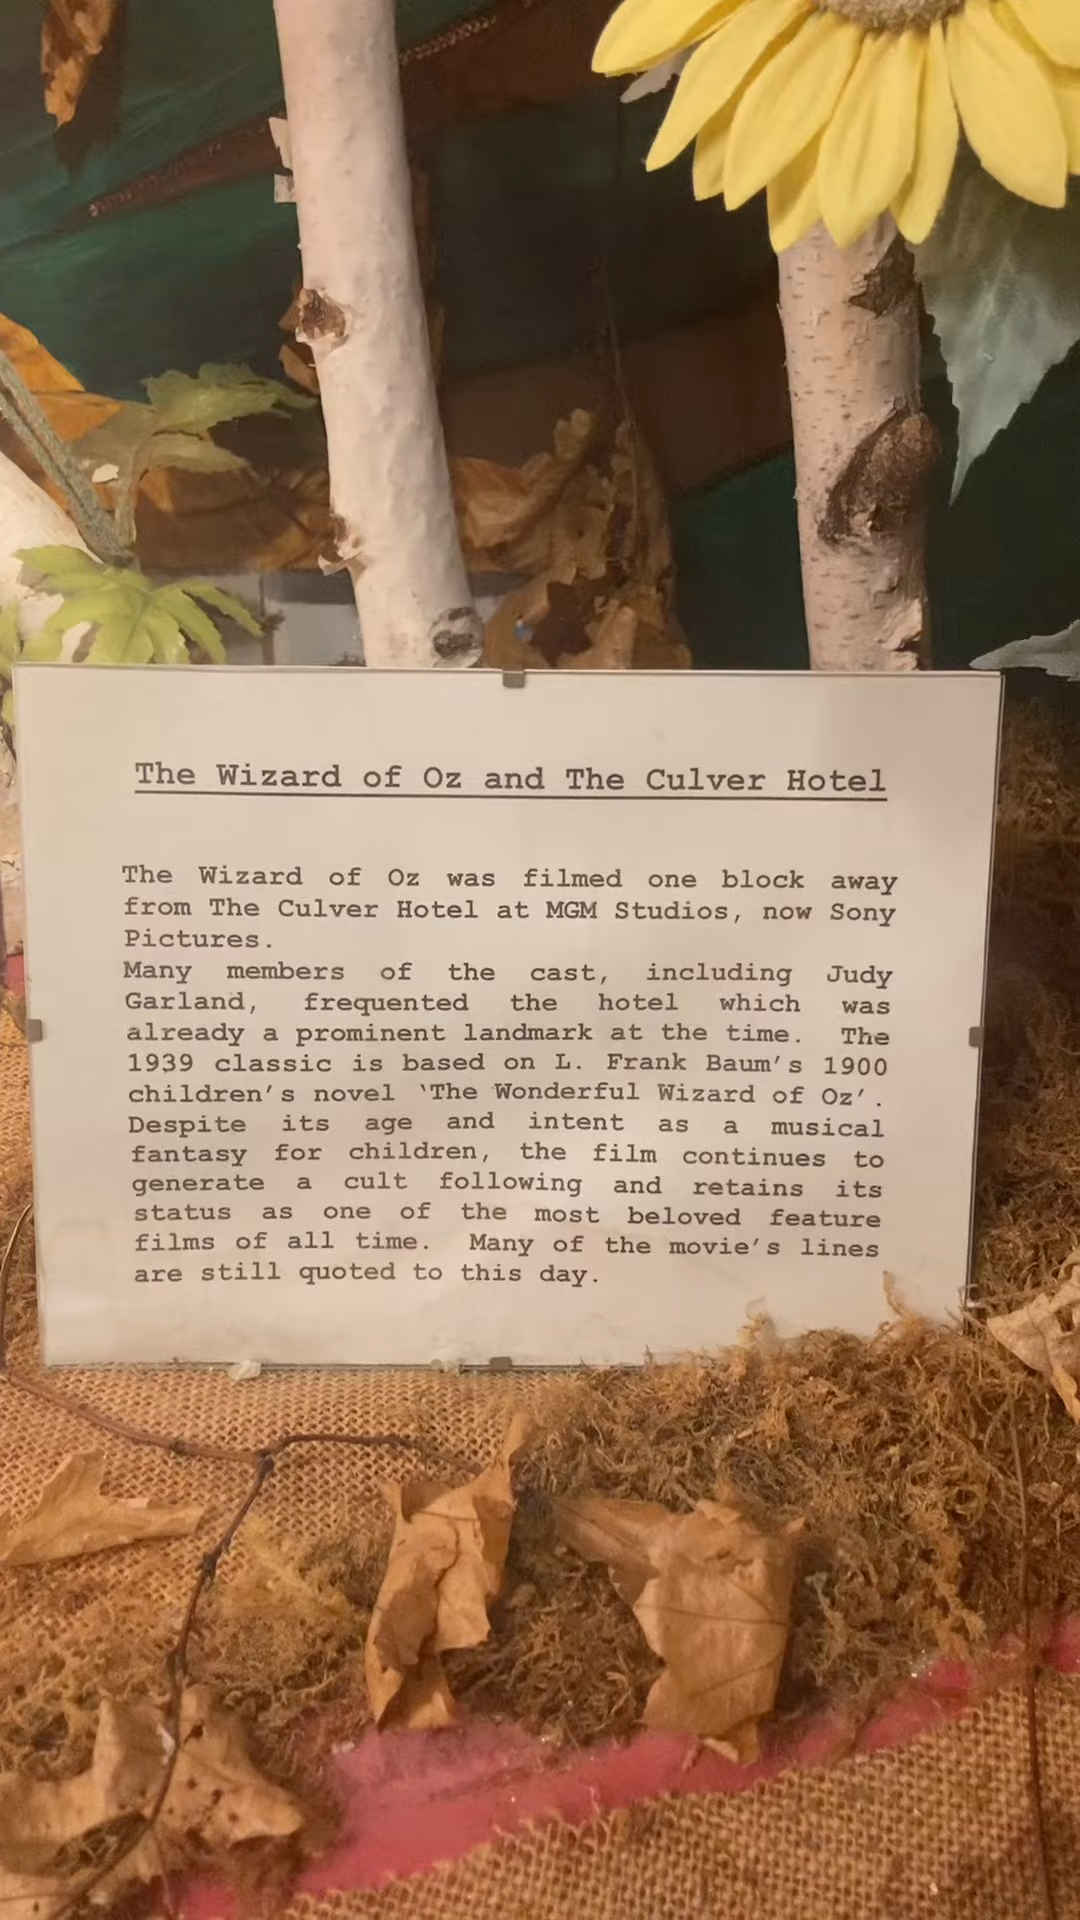 The Wizard of Oz and The Culver Hotel
The Wizard of Oz was filmed one block away
from The Culver Hotel at MGM Studios, now Sony
Pictures.
Many members of the cast, including Judy
Garland, frequented the hotel which was
already a prominent landmark at the time. The
1939 classic is based on L. Frank Baum's 1900
children's novel 'The Wonderful Wizard of Oz'.
Despite its age and intent as a musical
fantasy for children, the film continues to
generate a cult following and retains its
status as one of the most beloved feature
films of all time. Many of the movie's lines
are still quoted to this day.